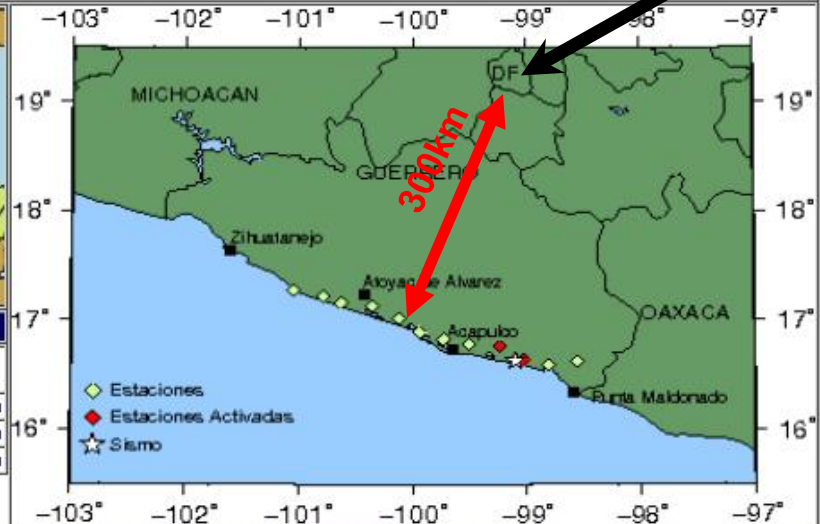 -103° -102° -101° -100° -99° -98° -97°
DF
19° 19°
MICHOACAN
300km
GUERRERO
18° 18°
Zihuatanejo
Atoyac de Alvarez
17° 17°
OAXACA
Acapulco
Estaciones
Punta Maldonado
Estaciones Activadas
16° 16°
Sismo
-103° -102° -101° -100° -99° -98° -97°